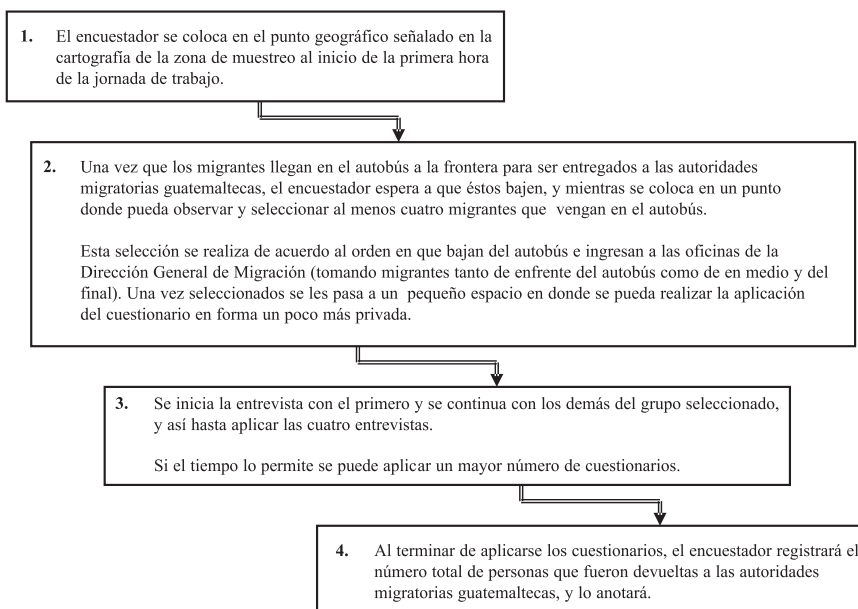 1. El encuestador se coloca en el punto geográfico señalado en la
cartografía de la zona de muestreo al inicio de la primera hora
de la jornada de trabajo.
2. Una vez que los migrantes llegan en el autobús a la frontera para ser entregados a las autoridades
migratorias guatemaltecas, el encuestador espera a que éstos bajen, y mientras se coloca en un punto
donde pueda observar y seleccionar al menos cuatro migrantes que vengan en el autobús.
Esta selección se realiza de acuerdo al orden en que bajan del autobús e ingresan a las oficinas de la
Dirección General de Migración (tomando migrantes tanto de enfrente del autobús como de en medio y del
final). Una vez seleccionados se les pasa a un pequeño espacio en donde se pueda realizar la aplicación
del cuestionario en forma un poco más privada.
3. Se inicia la entrevista con el primero y se continua con los demás del grupo seleccionado,
y así hasta aplicar las cuatro entrevistas.
Si el tiempo lo permite se puede aplicar un mayor número de cuestionarios.
4. Al terminar de aplicarse los cuestionarios, el encuestador registrará el
número total de personas que fueron devueltas a las autoridades
migratorias guatemaltecas, y lo anotará.